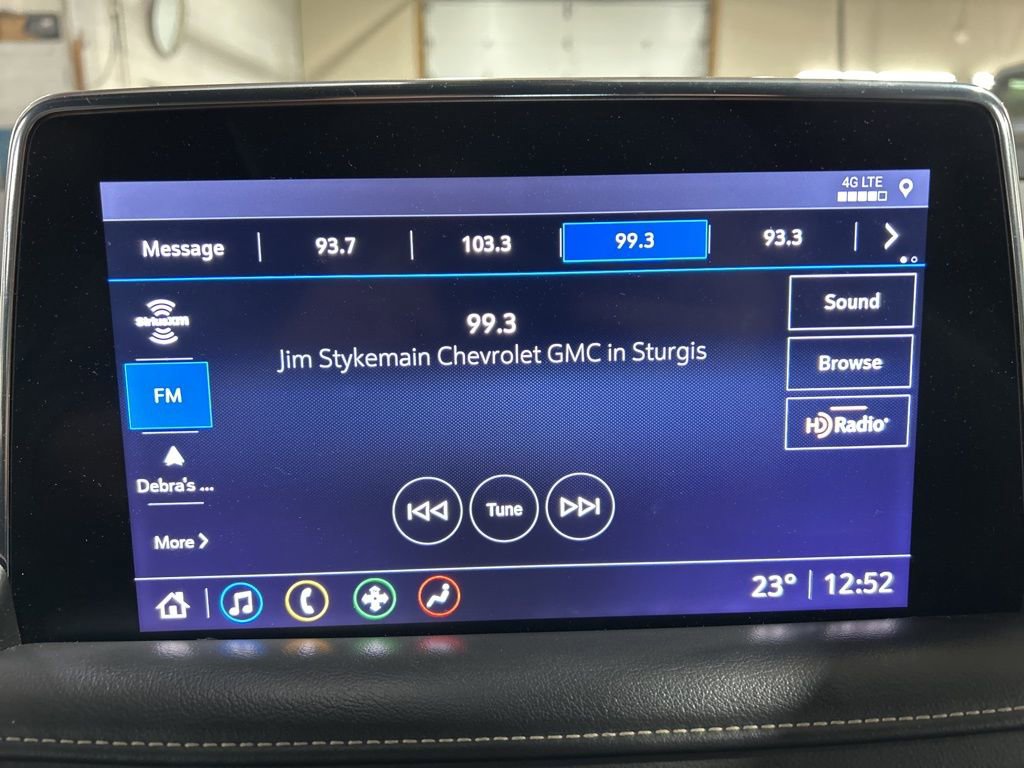 4G LTE
Message 93.7 103.3 99.3 93.3
99.3
Jim Stykemain Chevrolet GMC in Sturgis
SiriusXM
FM
Debra's ...
More
Sound
Browse
HD Radio
Tune
23° 12:52